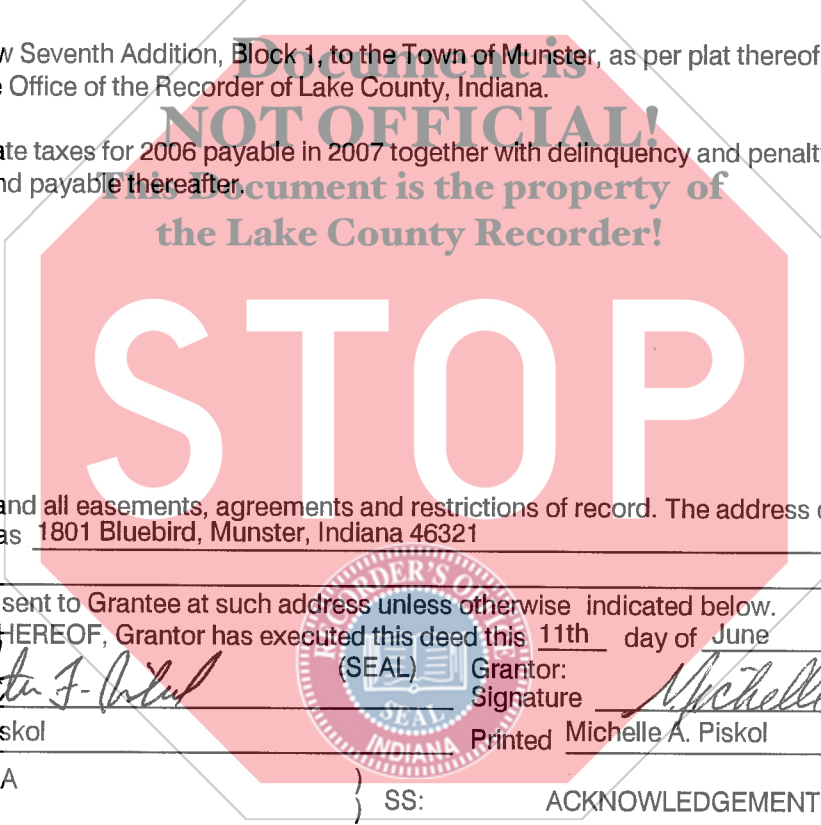 w Seventh Addition, Block 1, to the Town of Munster, as per plat thereof
Document is
e Office of the Recorder of Lake County, Indiana.
NOT OFFICIAL!
ate taxes for 2006 payable in 2007 together with delinquency and penalt
nd payable thereafter.
This Document is the property of
the Lake County Recorder!
STOP
and all easements, agreements and restrictions of record. The address o
as 1801 Bluebird, Munster, Indiana 46321
sent to Grantee at such address unless otherwise indicated below.
HEREOF, Grantor has executed this deed this 11th day of June
(SEAL) Grantor:
Signature Michelle
skol Printed Michelle A. Piskol
RECORDER'S OFFICE
SEAL
INDIANA
A
SS: ACKNOWLEDGEMENT